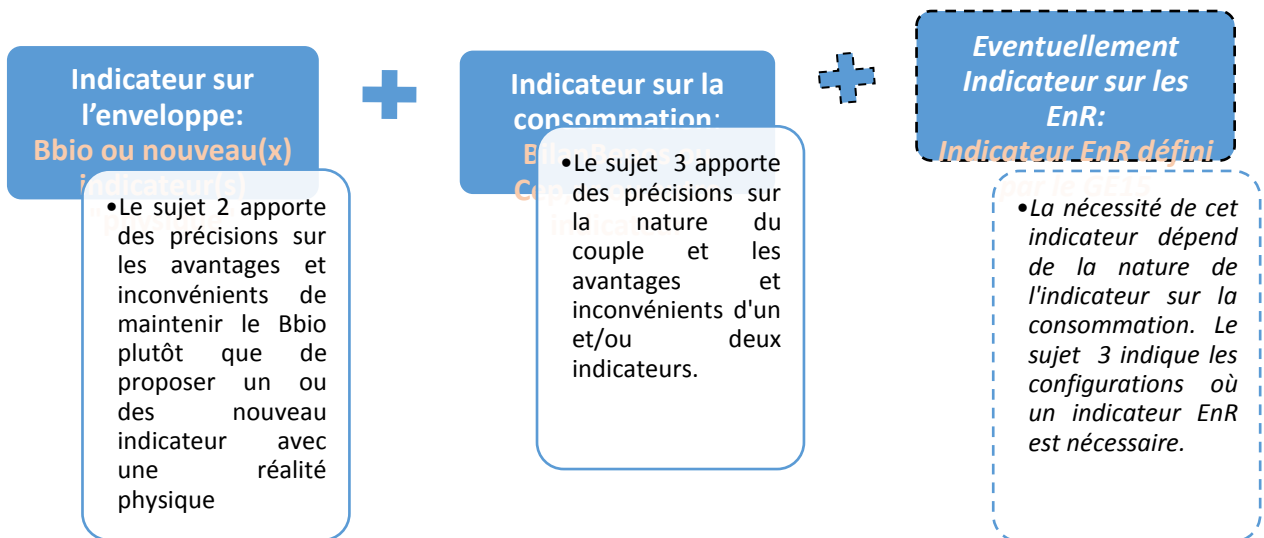 Indicateur sur
l'enveloppe:
Bbio ou nouveau(x)
indicateur(s)
•Le sujet 2 apporte
des précisions sur
les avantages et
inconvénients de
maintenir le Bbio
plutôt que de
proposer un ou
des nouveau
indicateur avec
une réalité
physique
Indicateur sur la
consommation:
BilanBepos ou
Cep
•Le sujet 3 apporte
des précisions sur
la nature du
couple et les
avantages et
inconvénients d'un
et/ou deux
indicateurs.
Eventuellement
Indicateur sur les
EnR:
Indicateur EnR défini
par le GE15
•La nécessité de cet
indicateur dépend
de la nature de
l'indicateur sur la
consommation. Le
sujet 3 indique les
configurations où
un indicateur EnR
est nécessaire.